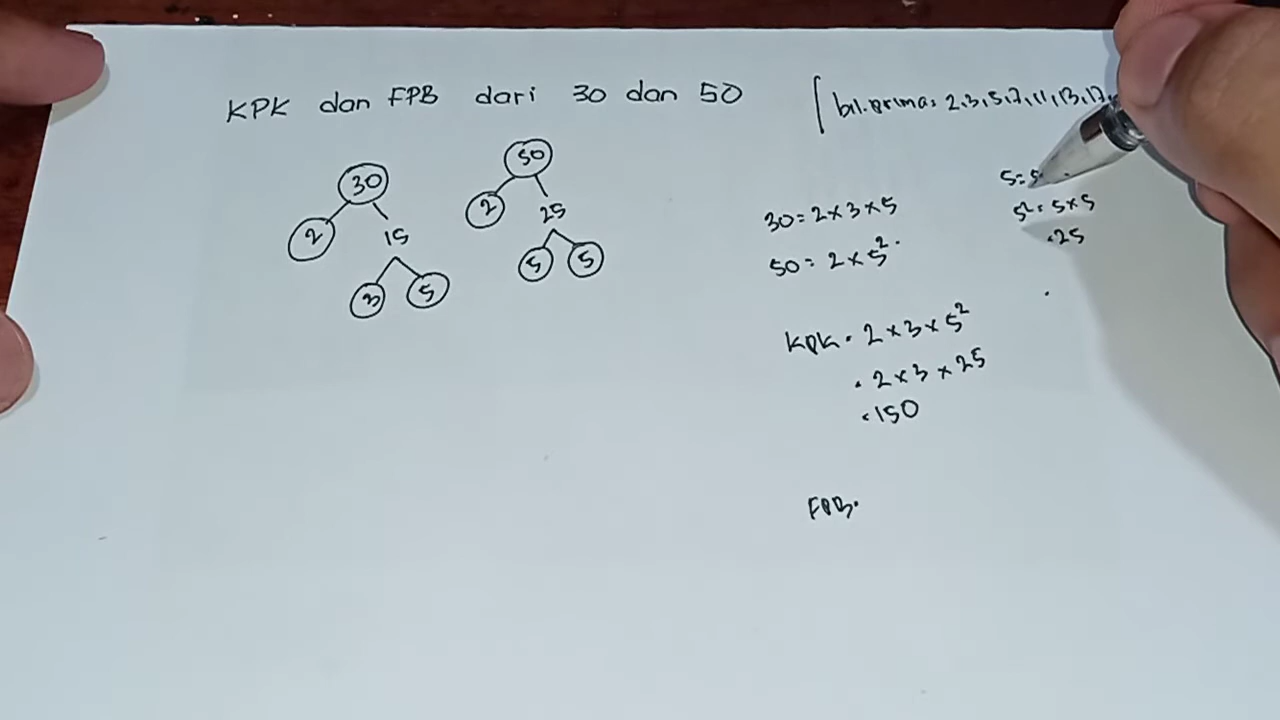 KPK dan FPB dari 30 dan 50
bil.prima: 2,3,5,7,11,13,17,
30
2 15
3 5
50
2 25
5 5
30 = 2 x 3 x 5
50 = 2 x 5²
5 = 5
5² = 5 x 5
= 25
KPK = 2 x 3 x 5²
= 2 x 3 x 25
= 150
FPB =